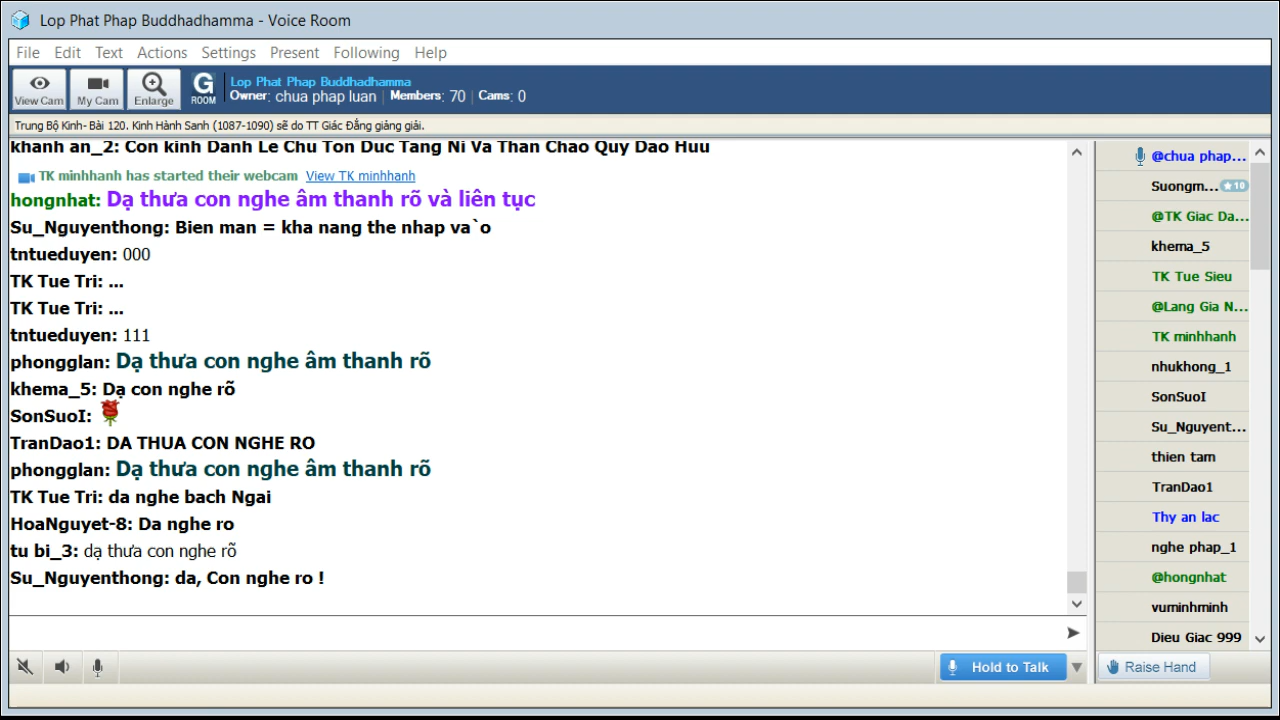 Lop Phat Phap Buddhadhamma - Voice Room
File Edit Text Actions Settings Present Following Help
View Cam My Cam Enlarge G ROOM
Lop Phat Phap Buddhadhamma
Owner: chua phap luan | Members: 70 | Cams: 0
Trung Bộ Kinh- Bài 120. Kinh Hành Sanh (1087-1090) sẽ do TT Giác Đẳng giảng giải.
khanh an_2: Con kinh Danh Le Chu Ton Duc Tang Ni Va Than Chao Quy Dao Huu
TK minhhanh has started their webcam View TK minhhanh
hongnhat: Dạ thưa con nghe âm thanh rõ và liên tục
Su_Nguyenthong: Bien man = kha nang the nhap va`o
tntueduyen: 000
TK Tue Tri: ...
TK Tue Tri: ...
tntueduyen: 111
phongglan: Dạ thưa con nghe âm thanh rõ
khema_5: Dạ con nghe rõ
SonSuoI:
TranDao1: DA THUA CON NGHE RO
phongglan: Dạ thưa con nghe âm thanh rõ
TK Tue Tri: da nghe bach Ngai
HoaNguyet-8: Da nghe ro
tu bi_3: dạ thưa con nghe rõ
Su_Nguyenthong: da, Con nghe ro !
Hold to Talk
@chua phap...
Suongm... 10
@TK Giac Da...
khema_5
TK Tue Sieu
@Lang Gia N...
TK minhhanh
nhukhong_1
SonSuoI
Su_Nguyent...
thien tam
TranDao1
Thy an lac
nghe phap_1
@hongnhat
vuminhminh
Dieu Giac 999
Raise Hand